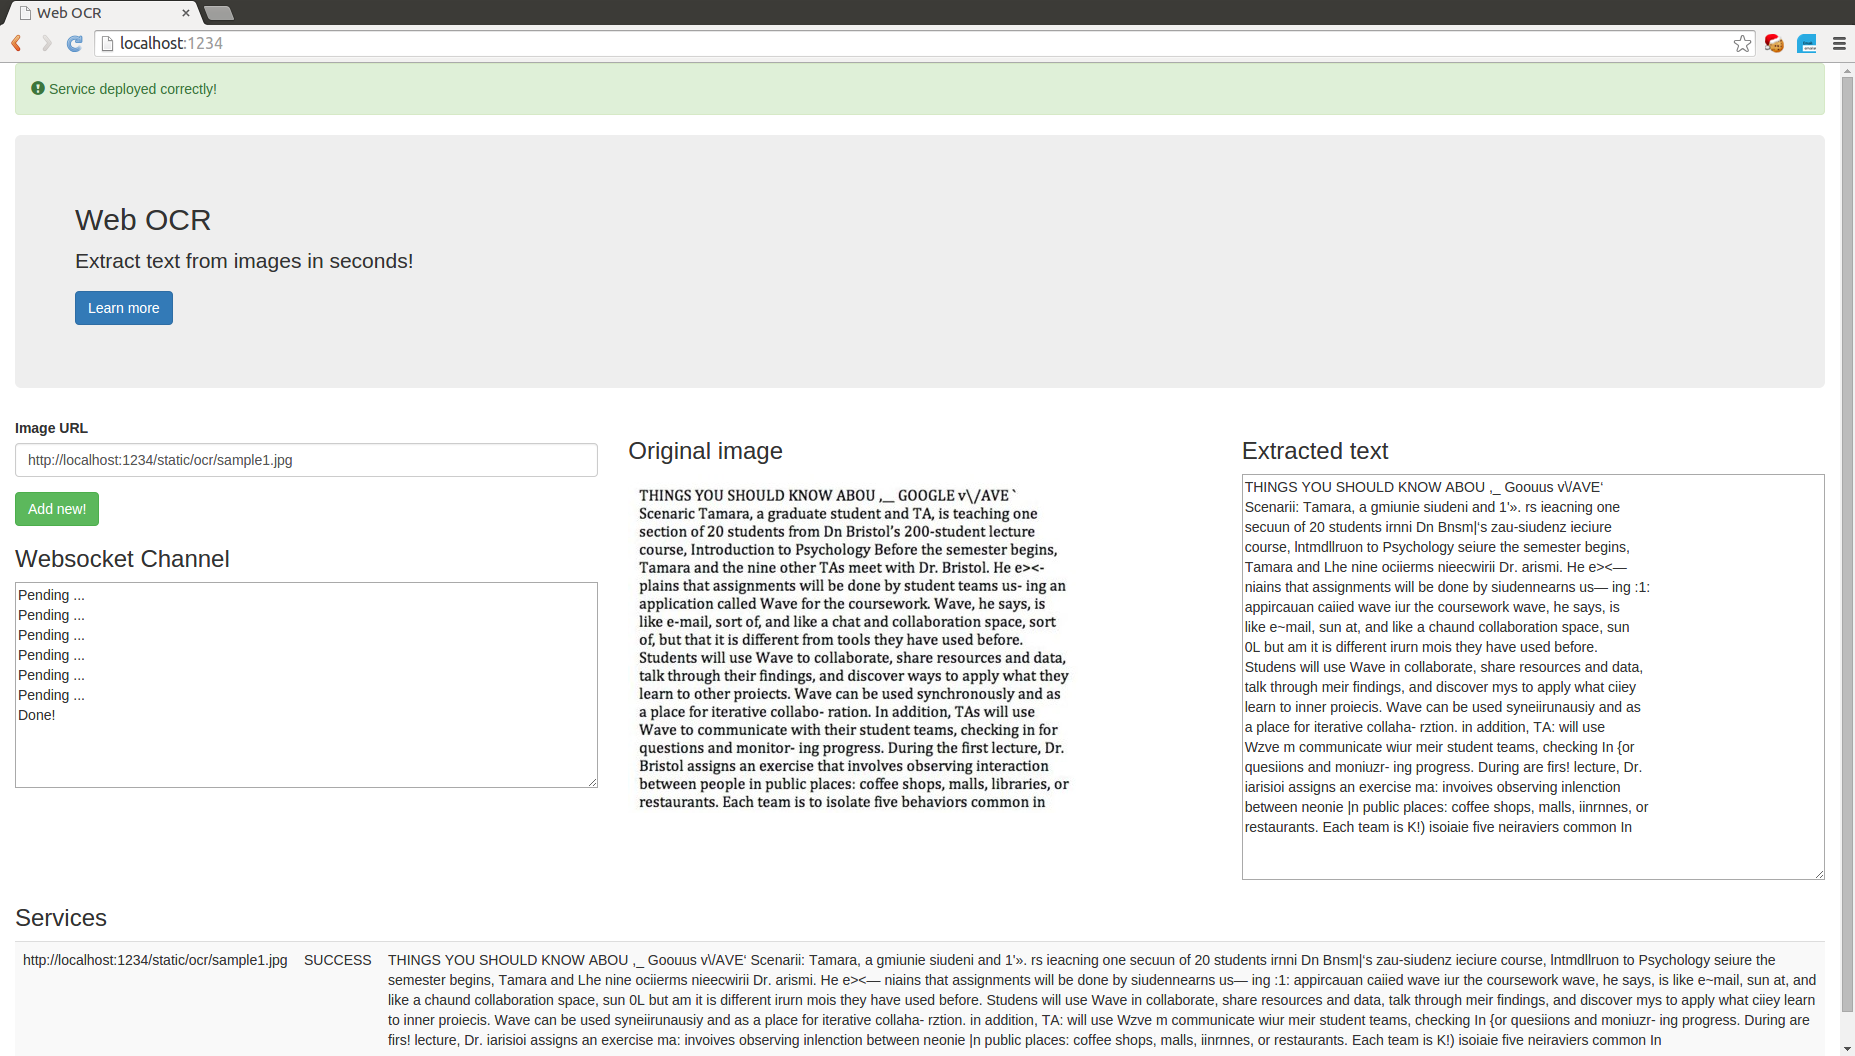 Web OCR
localhost:1234
Service deployed correctly!
Web OCR
Extract text from images in seconds!
Learn more
Image URL
http://localhost:1234/static/ocr/sample1.jpg
Add new!
Websocket Channel
Pending ...
Pending ...
Pending ...
Pending ...
Pending ...
Pending ...
Done!
Original image
THINGS YOU SHOULD KNOW ABOU ,__ GOOGLE v\/AVE `
Scenaric Tamara, a graduate student and TA, is teaching one
section of 20 students from Dn Bristol's 200-student lecture
course, Introduction to Psychology Before the semester begins,
Tamara and the nine other TAs meet with Dr. Bristol. He e><-
plains that assignments will be done by student teams us- ing an
application called Wave for the coursework. Wave, he says, is
like e-mail, sort of, and like a chat and collaboration space, sort
of, but that it is different from tools they have used before.
Students will use Wave to collaborate, share resources and data,
talk through their findings, and discover ways to apply what they
learn to other proiects. Wave can be used synchronously and as
a place for iterative collabo- ration. In addition, TAs will use
Wave to communicate with their student teams, checking in for
questions and monitor- ing progress. During the first lecture, Dr.
Bristol assigns an exercise that involves observing interaction
between people in public places: coffee shops, malls, libraries, or
restaurants. Each team is to isolate five behaviors common in
Extracted text
THINGS YOU SHOULD KNOW ABOU ,_ Goouus v\/AVE‘
Scenarii: Tamara, a gmiunie siudeni and 1'». rs ieacning one
secuun of 20 students irnni Dn Bnsm|‘s zau-siudenz ieciure
course, lntmdllruon to Psychology seiure the semester begins,
Tamara and Lhe nine ociierms nieecwirii Dr. arismi. He e><—
niains that assignments will be done by siudennearns us— ing :1:
appircauan caiied wave iur the coursework wave, he says, is
like e~mail, sun at, and like a chaund collaboration space, sun
0L but am it is different irurn mois they have used before.
Studens will use Wave in collaborate, share resources and data,
talk through meir findings, and discover mys to apply what ciiey
learn to inner proiecis. Wave can be used syneiirunausiy and as
a place for iterative collaha- rztion. in addition, TA: will use
Wzve m communicate wiur meir student teams, checking In {or
quesiions and moniuzr- ing progress. During are firs! lecture, Dr.
iarisioi assigns an exercise ma: invoives observing inlenction
between neonie |n public places: coffee shops, malls, iinrnnes, or
restaurants. Each team is K!) isoiaie five neiraviers common In
Services
http://localhost:1234/static/ocr/sample1.jpg SUCCESS THINGS YOU SHOULD KNOW ABOU ,_ Goouus v\/AVE‘ Scenarii: Tamara, a gmiunie siudeni and 1'». rs ieacning one secuun of 20 students irnni Dn Bnsm|‘s zau-siudenz ieciure course, lntmdllruon to Psychology seiure the
semester begins, Tamara and Lhe nine ociierms nieecwirii Dr. arismi. He e><— niains that assignments will be done by siudennearns us— ing :1: appircauan caiied wave iur the coursework wave, he says, is like e~mail, sun at, and
like a chaund collaboration space, sun 0L but am it is different irurn mois they have used before. Studens will use Wave in collaborate, share resources and data, talk through meir findings, and discover mys to apply what ciiey learn
to inner proiecis. Wave can be used syneiirunausiy and as a place for iterative collaha- rztion. in addition, TA: will use Wzve m communicate wiur meir student teams, checking In {or quesiions and moniuzr- ing progress. During are
firs! lecture, Dr. iarisioi assigns an exercise ma: invoives observing inlenction between neonie |n public places: coffee shops, malls, iinrnnes, or restaurants. Each team is K!) isoiaie five neiraviers common In